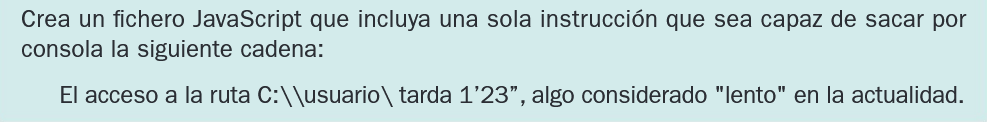 Crea un fichero JavaScript que incluya una sola instrucción que sea capaz de sacar por
consola la siguiente cadena:
El acceso a la ruta C:\\usuario\ tarda 1’23”, algo considerado "lento" en la actualidad.